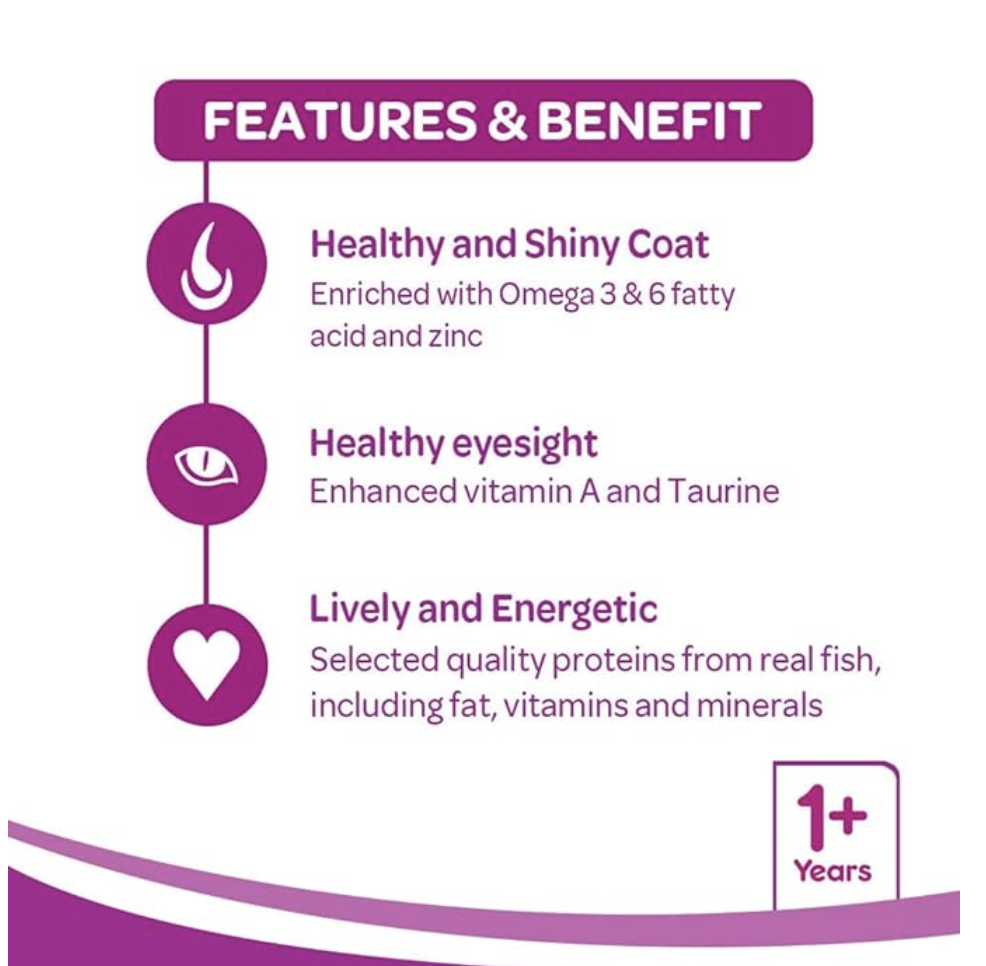 FEATURES & BENEFIT
Healthy and Shiny Coat
Enriched with Omega 3 & 6 fatty
acid and zinc
Healthy eyesight
Enhanced vitamin A and Taurine
Lively and Energetic
Selected quality proteins from real fish,
including fat, vitamins and minerals
1+
Years